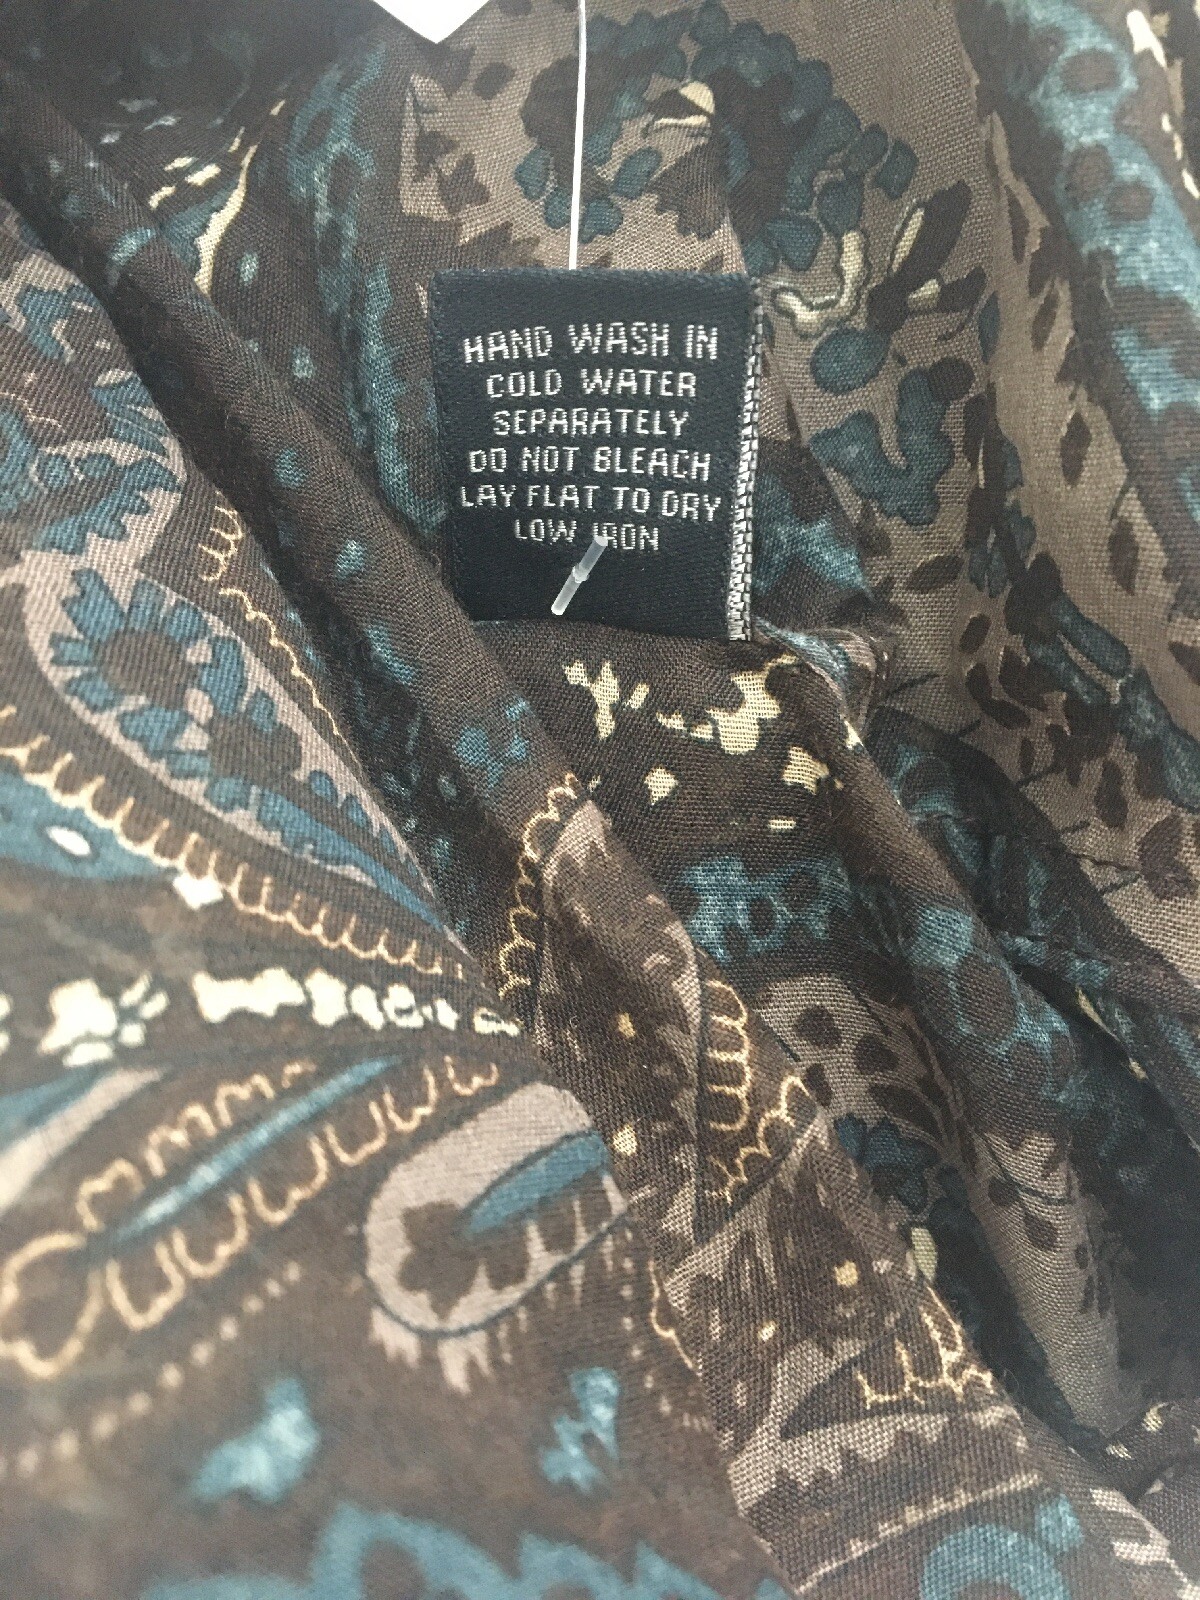 HAND WASH IN
COLD WATER
SEPARATELY
DO NOT BLEACH
LAY FLAT TO DRY
LOW IRON